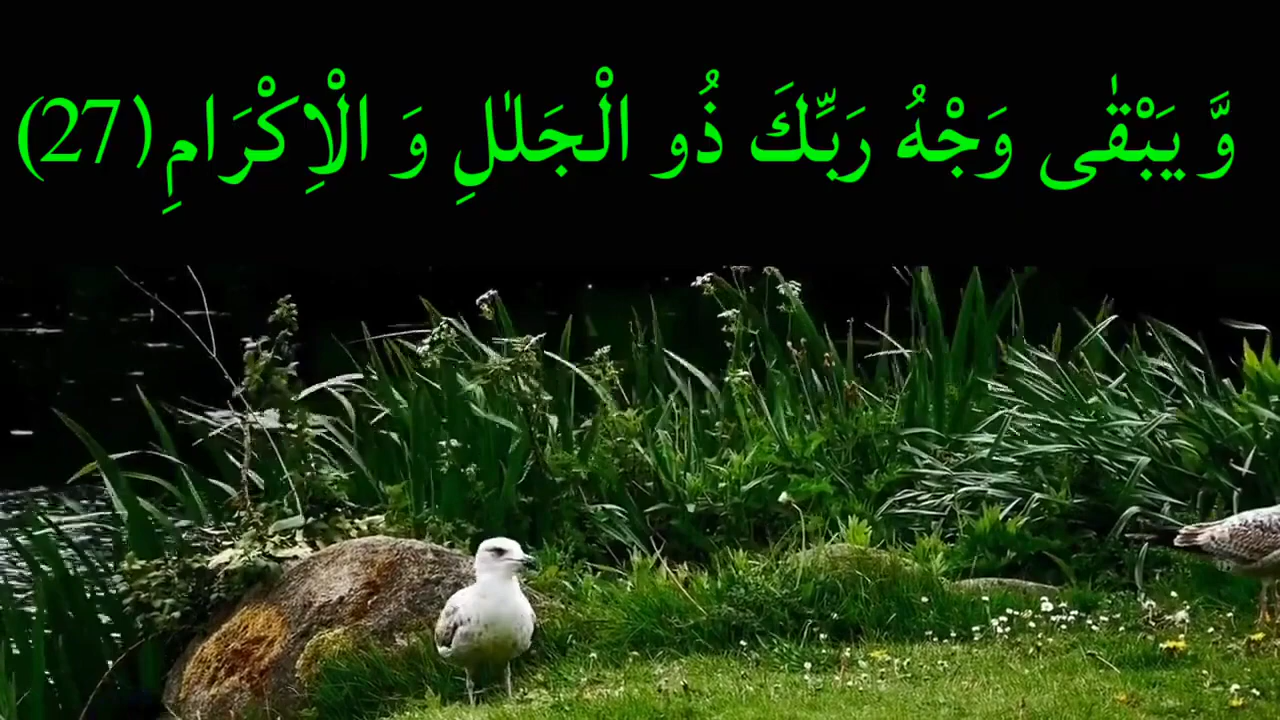 وَّ يَبْقٰى وَجْهُ رَبِّكَ ذُو الْجَلٰلِ وَ الْاِكْرَامِ(27)